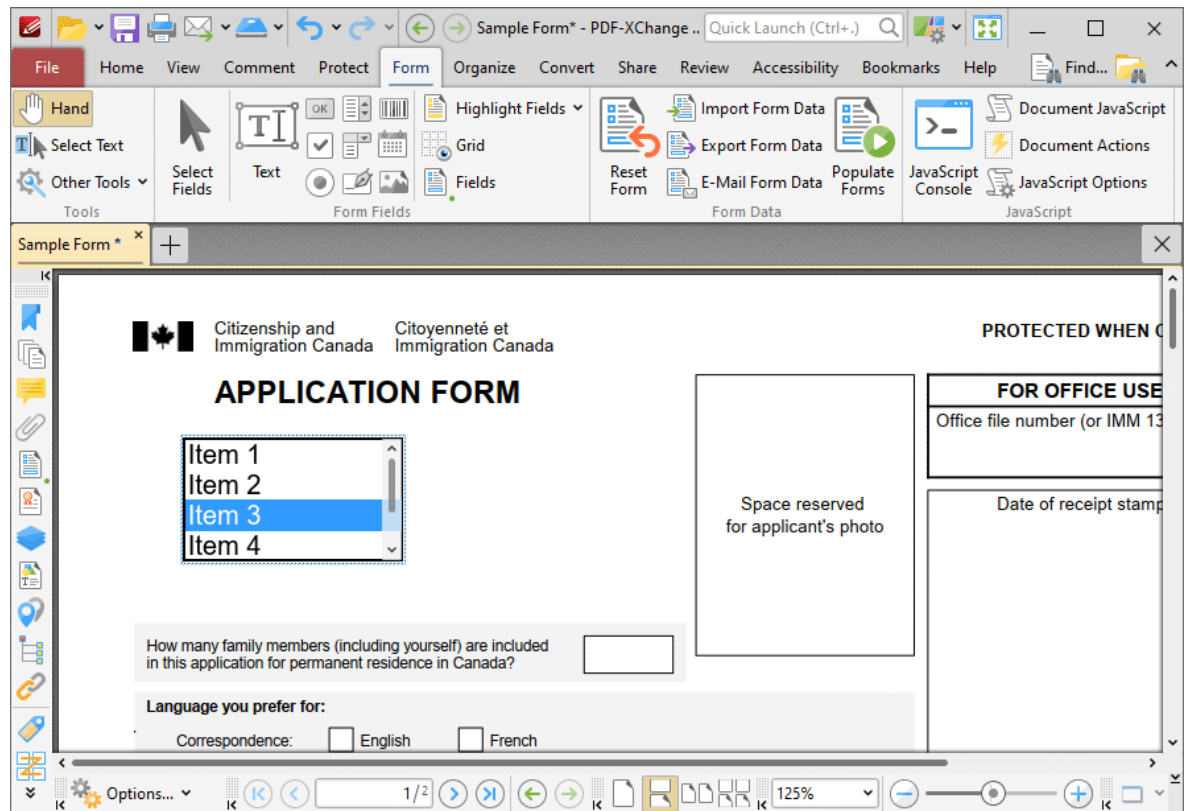 Sample Form* - PDF-XChange .. Quick Launch (Ctrl+.)
File Home View Comment Protect Form Organize Convert Share Review Accessibility Bookmarks Help Find...
Hand
Select Text
Other Tools
Tools
Select Fields
Text
OK
Highlight Fields
Grid
Fields
Form Fields
Reset Form
Import Form Data
Export Form Data
E-Mail Form Data
Populate Forms
Form Data
JavaScript Console
Document JavaScript
Document Actions
JavaScript Options
JavaScript
Sample Form *
Citizenship and
Immigration Canada
Citoyenneté et
Immigration Canada
PROTECTED WHEN
APPLICATION FORM
Item 1
Item 2
Item 3
Item 4
Space reserved
for applicant's photo
FOR OFFICE USE
Office file number (or IMM 13
Date of receipt stamp
How many family members (including yourself) are included
in this application for permanent residence in Canada?
Language you prefer for:
Correspondence: English French
Options... 1/2 125%